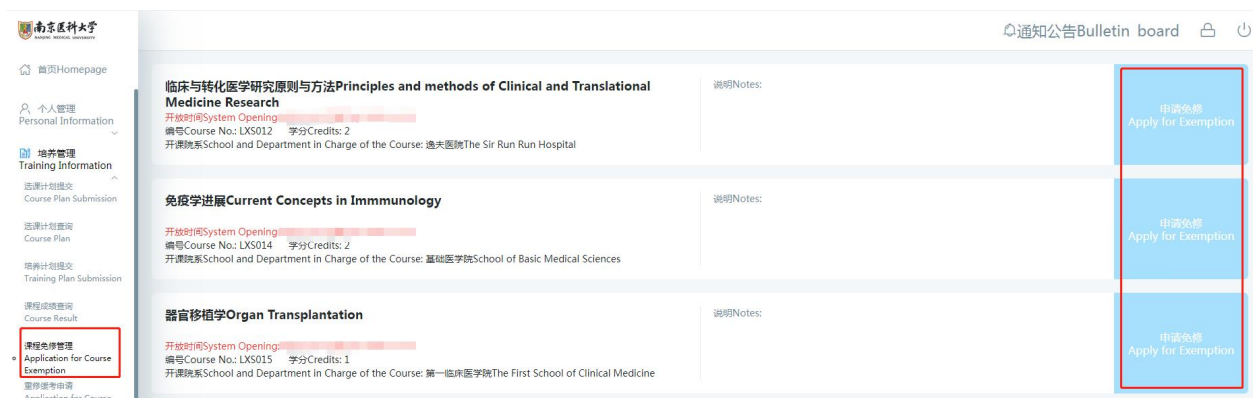 南京医科大学
NANJING MEDICAL UNIVERSITY
通知公告Bulletin board
首页Homepage
个人管理
Personal Information
培养管理
Training Information
选课计划提交
Course Plan Submission
选课计划查询
Course Plan
培养计划提交
Training Plan Submission
课程成绩查询
Course Result
课程免修管理
Application for Course
Exemption
重修缓考申请
Application for Course
临床与转化医学研究原则与方法Principles and methods of Clinical and Translational
Medicine Research
开放时间System Opening
编号Course No.: LXS012 学分Credits: 2
开课院系School and Department in Charge of the Course: 逸夫医院The Sir Run Run Hospital
说明Notes:
申请免修
Apply for Exemption
免疫学进展Current Concepts in Immmunology
开放时间System Opening
编号Course No.: LXS014 学分Credits: 2
开课院系School and Department in Charge of the Course: 基础医学院School of Basic Medical Sciences
说明Notes:
申请免修
Apply for Exemption
器官移植学Organ Transplantation
开放时间System Opening:
编号Course No.: LXS015 学分Credits: 1
开课院系School and Department in Charge of the Course: 第一临床医学院The First School of Clinical Medicine
说明Notes:
申请免修
Apply for Exemption